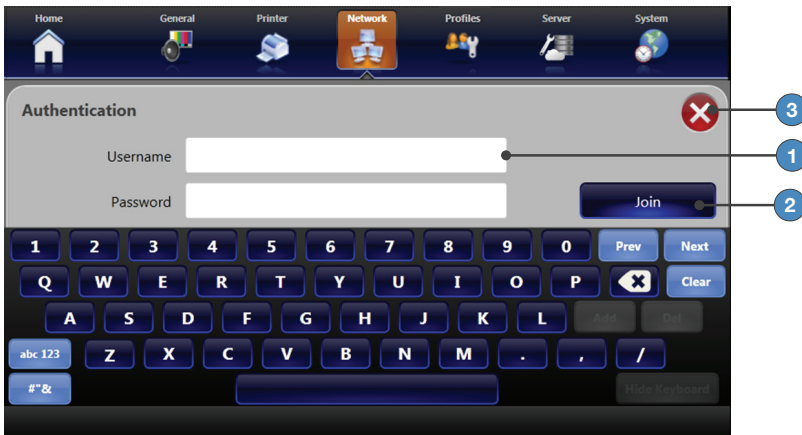 Home General Printer Network Profiles Server System
Authentication
3
Username
1
Password
Join
2
1 2 3 4 5 6 7 8 9 0 Prev Next
Q W E R T Y U I O P Clear
A S D F G H J K L Add Del
abc 123 Z X C V B N M . , /
#"& Hide Keyboard